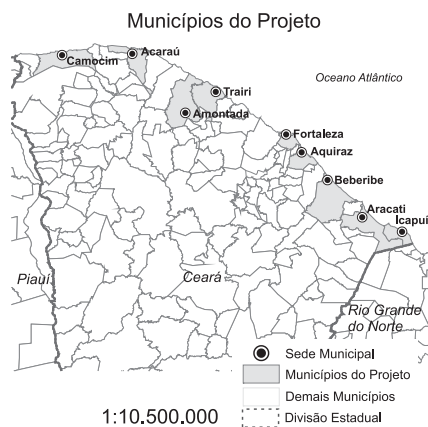 Municípios do Projeto
Acaraú
Camocim
Oceano Atlântico
Trairi
Amontada
Fortaleza
Aquiraz
Beberibe
Aracati
Icapuí
Piauí
Ceará
Rio Grande
do Norte
Sede Municipal
Municípios do Projeto
Demais Municípios
Divisão Estadual
1:10.500.000